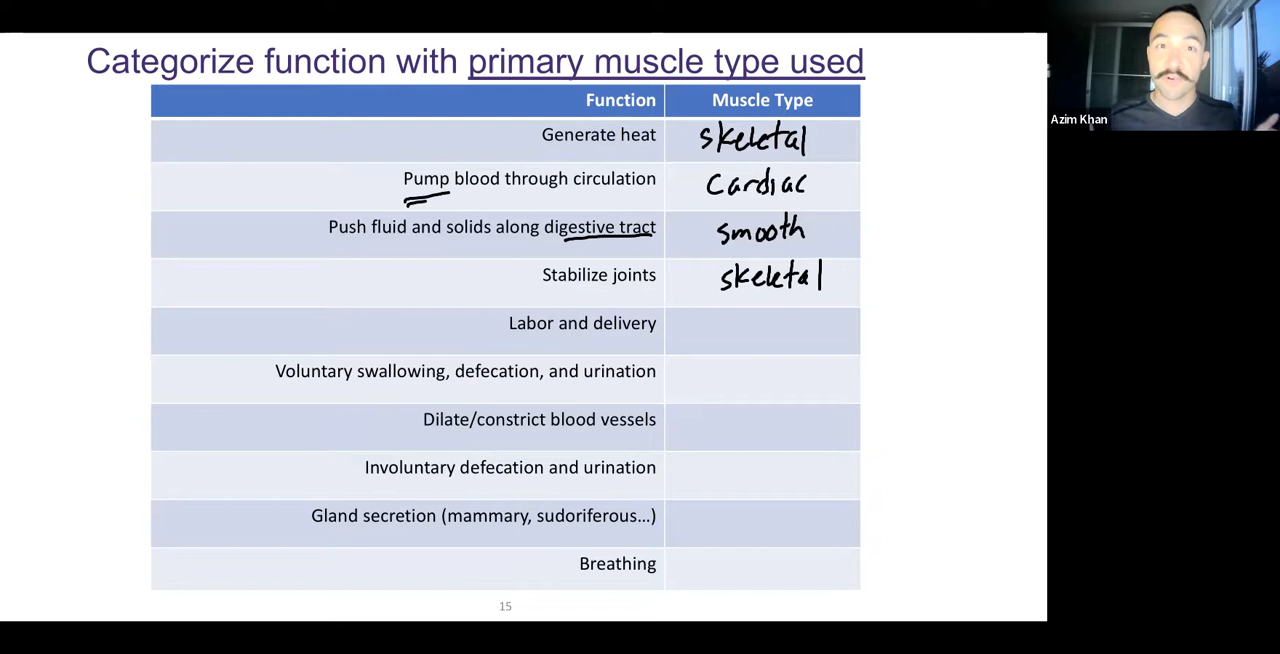 Categorize function with primary muscle type used
Function Muscle Type
Generate heat skeletal
Pump blood through circulation Cardiac
Push fluid and solids along digestive tract smooth
Stabilize joints skeletal
Labor and delivery
Voluntary swallowing, defecation, and urination
Dilate/constrict blood vessels
Involuntary defecation and urination
Gland secretion (mammary, sudoriferous...)
Breathing
15
Azim Khan